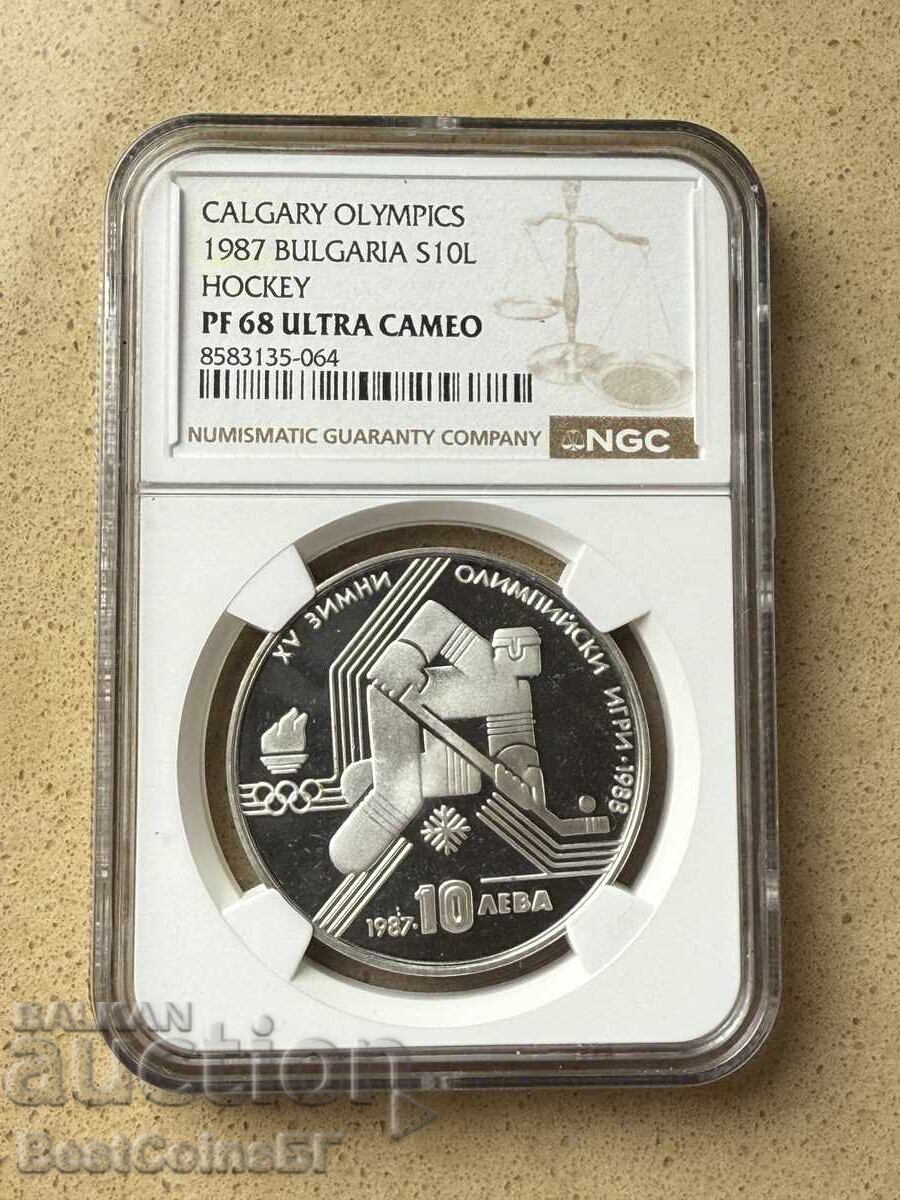 CALGARY OLYMPICS
1987 BULGARIA S10L
HOCKEY
PF 68 ULTRA CAMEO
8583135-064
NUMISMATIC GUARANTY COMPANY NGC
XV ЗИМНИ ОЛИМПИЙСКИ ИГРИ · 1988
1987 · 10 ЛЕВА
BALKAN
auction
BestCoinsБГ